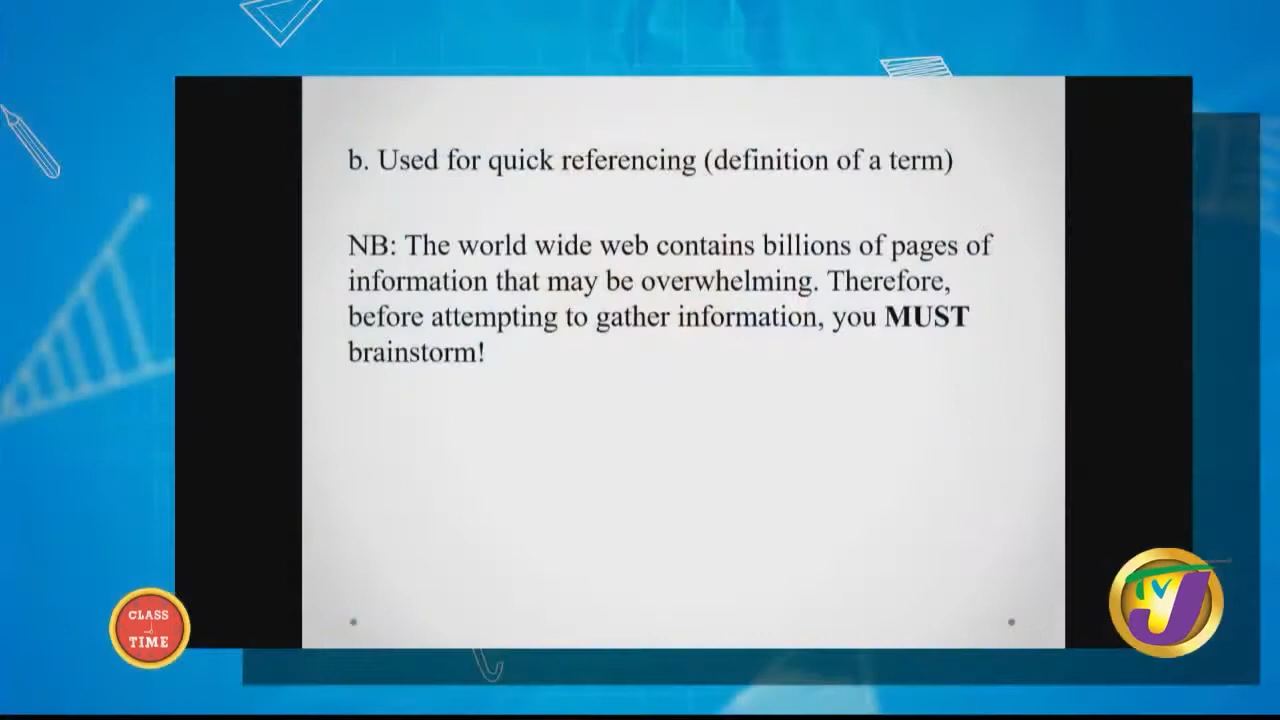 b. Used for quick referencing (definition of a term)
NB: The world wide web contains billions of pages of
information that may be overwhelming. Therefore,
before attempting to gather information, you MUST
brainstorm!
CLASS
TIME
TVJ